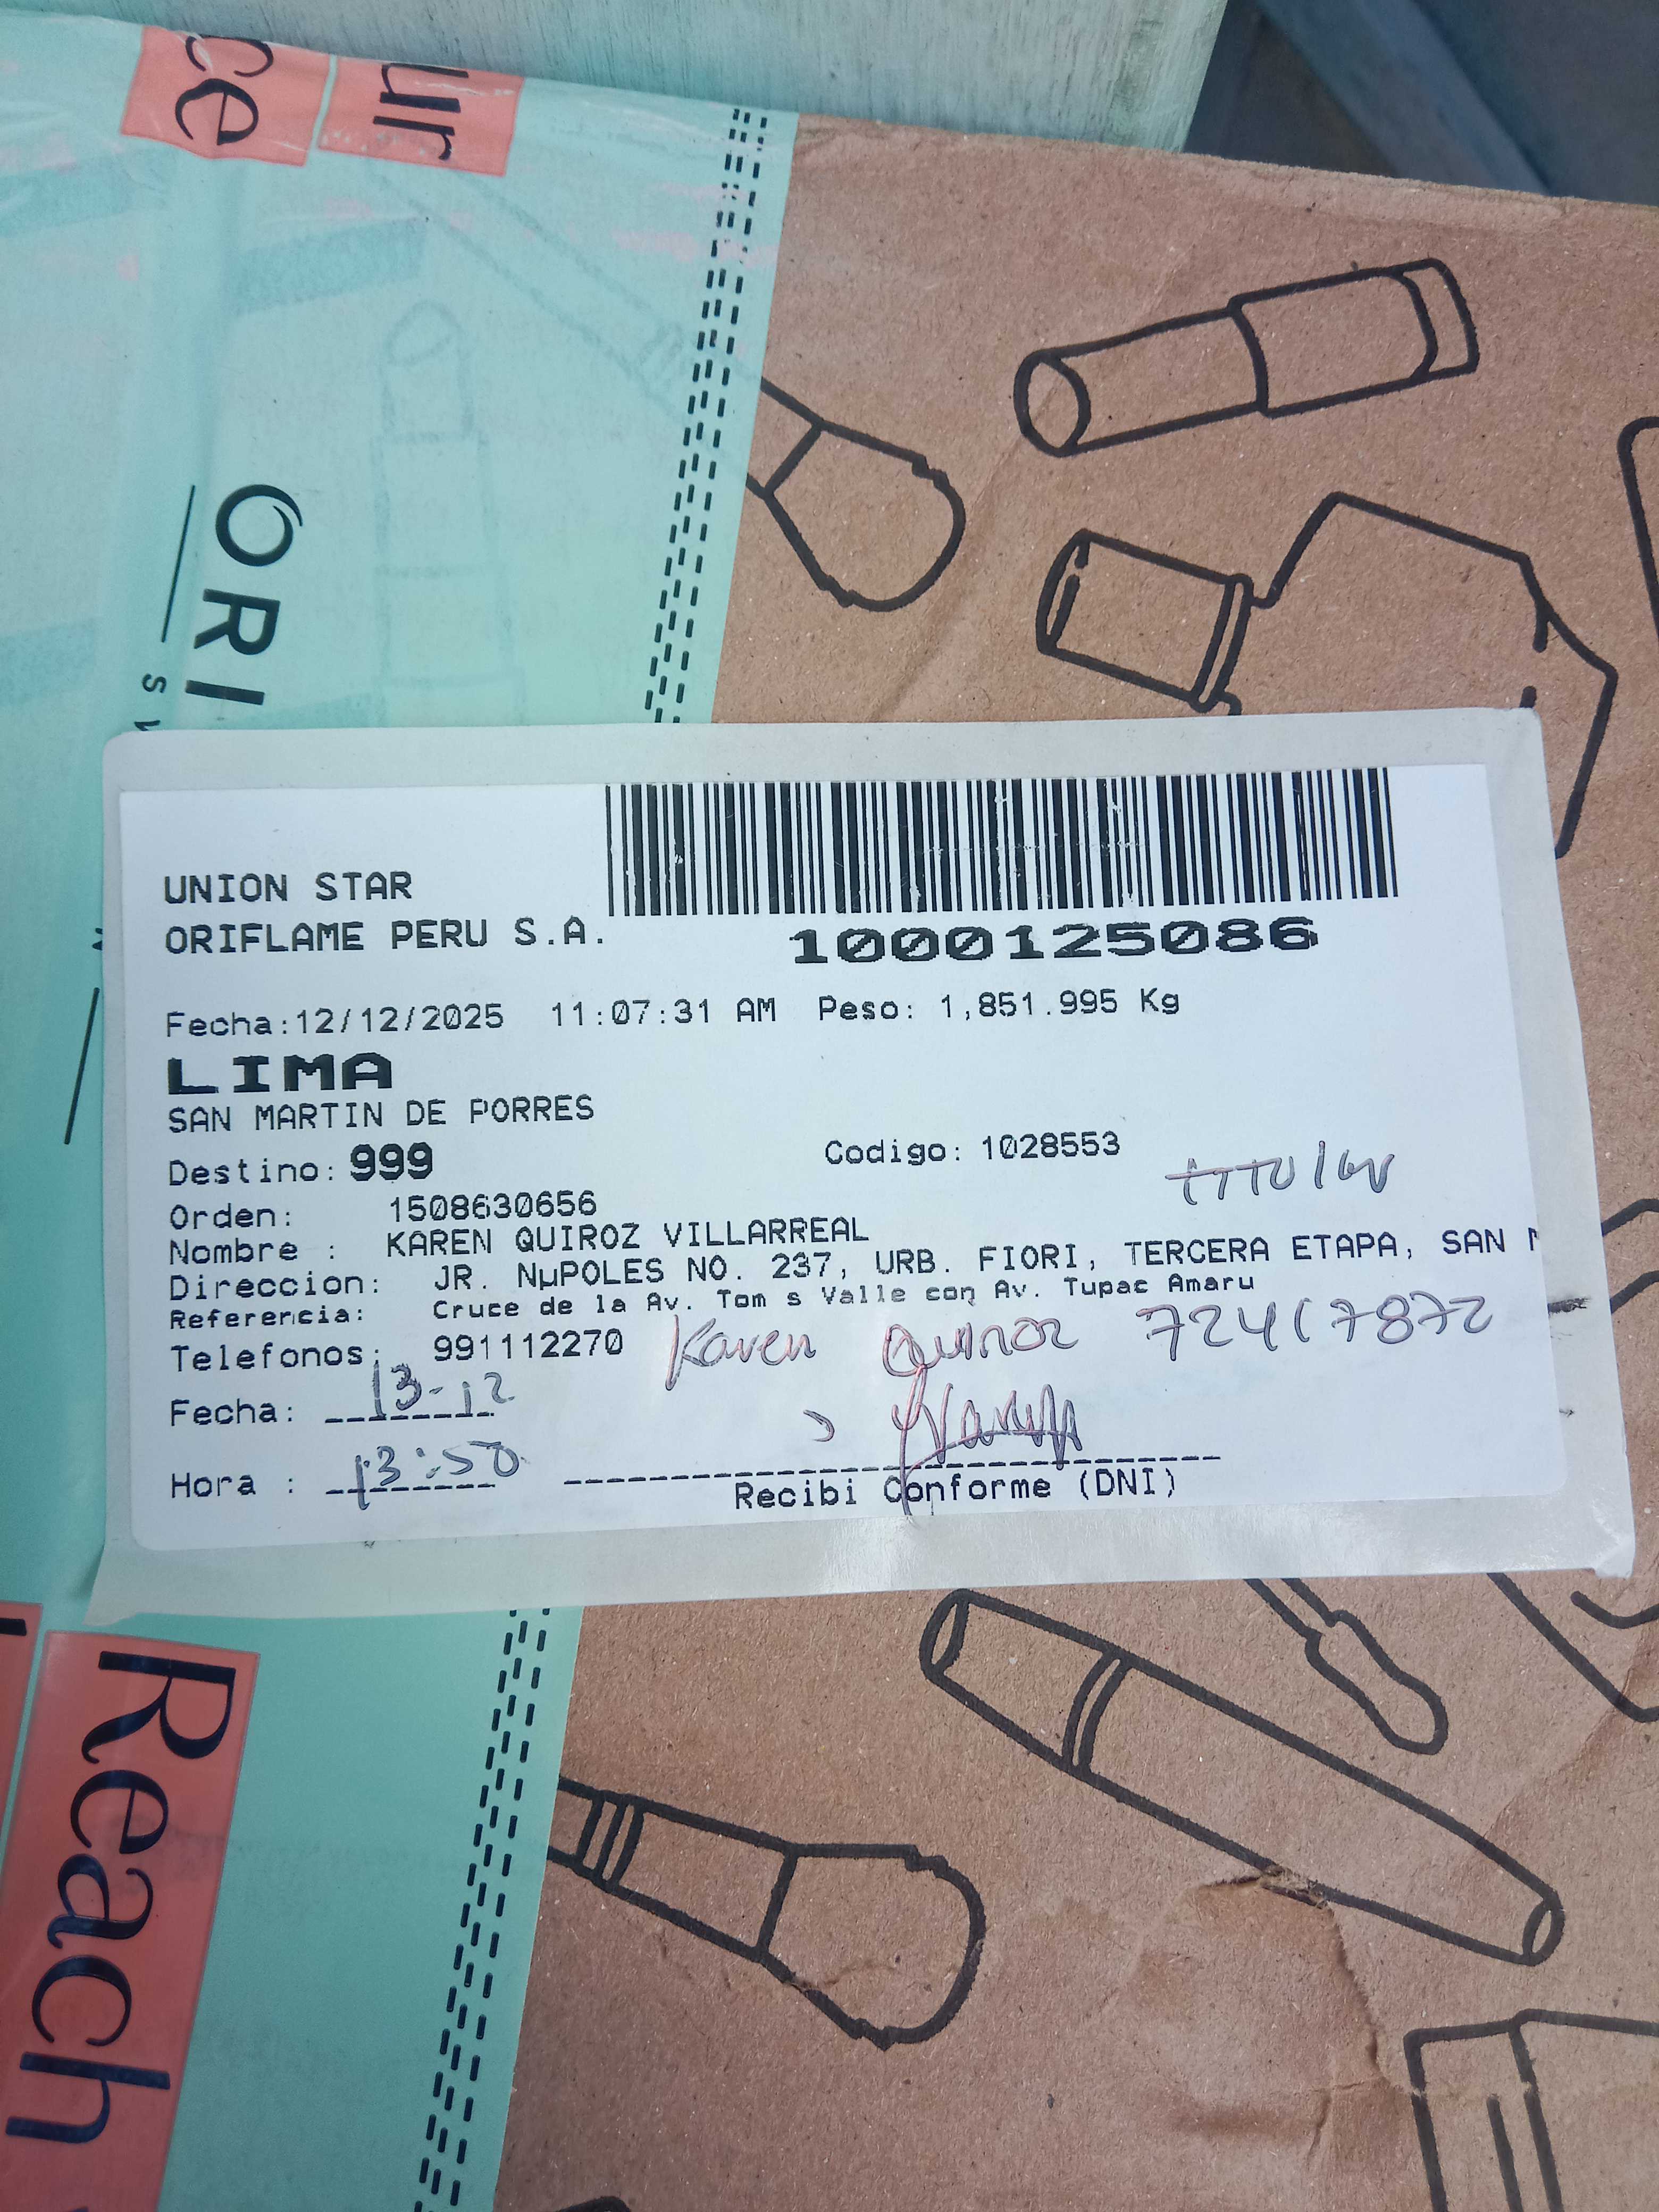 ce
ur
ORI
S
UNION STAR
ORIFLAME PERU S.A.
1000125086
Fecha:12/12/2025 11:07:31 AM Peso: 1,851.995 Kg
LIMA
SAN MARTIN DE PORRES
Destino: 999 Codigo: 1028553
TITULAR
Orden: 1508630656
Nombre : KAREN QUIROZ VILLARREAL
Direccion: JR. NµPOLES NO. 237, URB. FIORI, TERCERA ETAPA, SAN
Referencia: Cruce de la Av. Tom s Valle con Av. Tupac Amaru
Telefonos: 991112270 Karen Quiroz 72417872
Fecha: 13-12
Hora : 13:50
Recibi Conforme (DNI)
Reach